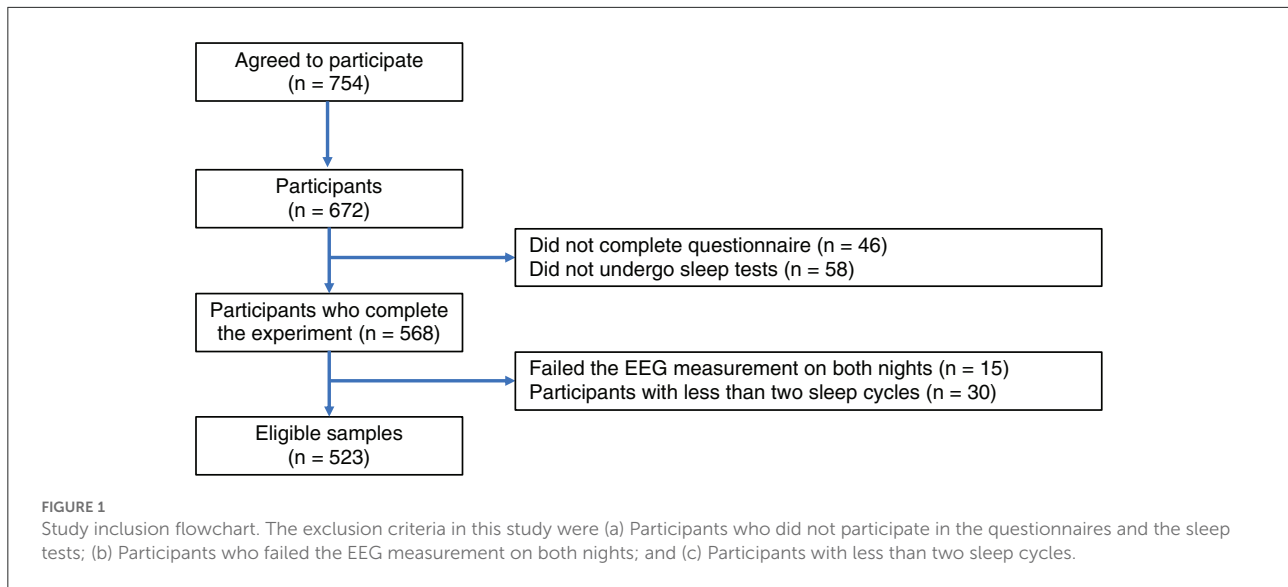 Agreed to participate
(n = 754)
Participants
(n = 672)
Did not complete questionnaire (n = 46)
Did not undergo sleep tests (n = 58)
Participants who complete
the experiment (n = 568)
Failed the EEG measurement on both nights (n = 15)
Participants with less than two sleep cycles (n = 30)
Eligible samples
(n = 523)
FIGURE 1
Study inclusion flowchart. The exclusion criteria in this study were (a) Participants who did not participate in the questionnaires and the sleep
tests; (b) Participants who failed the EEG measurement on both nights; and (c) Participants with less than two sleep cycles.